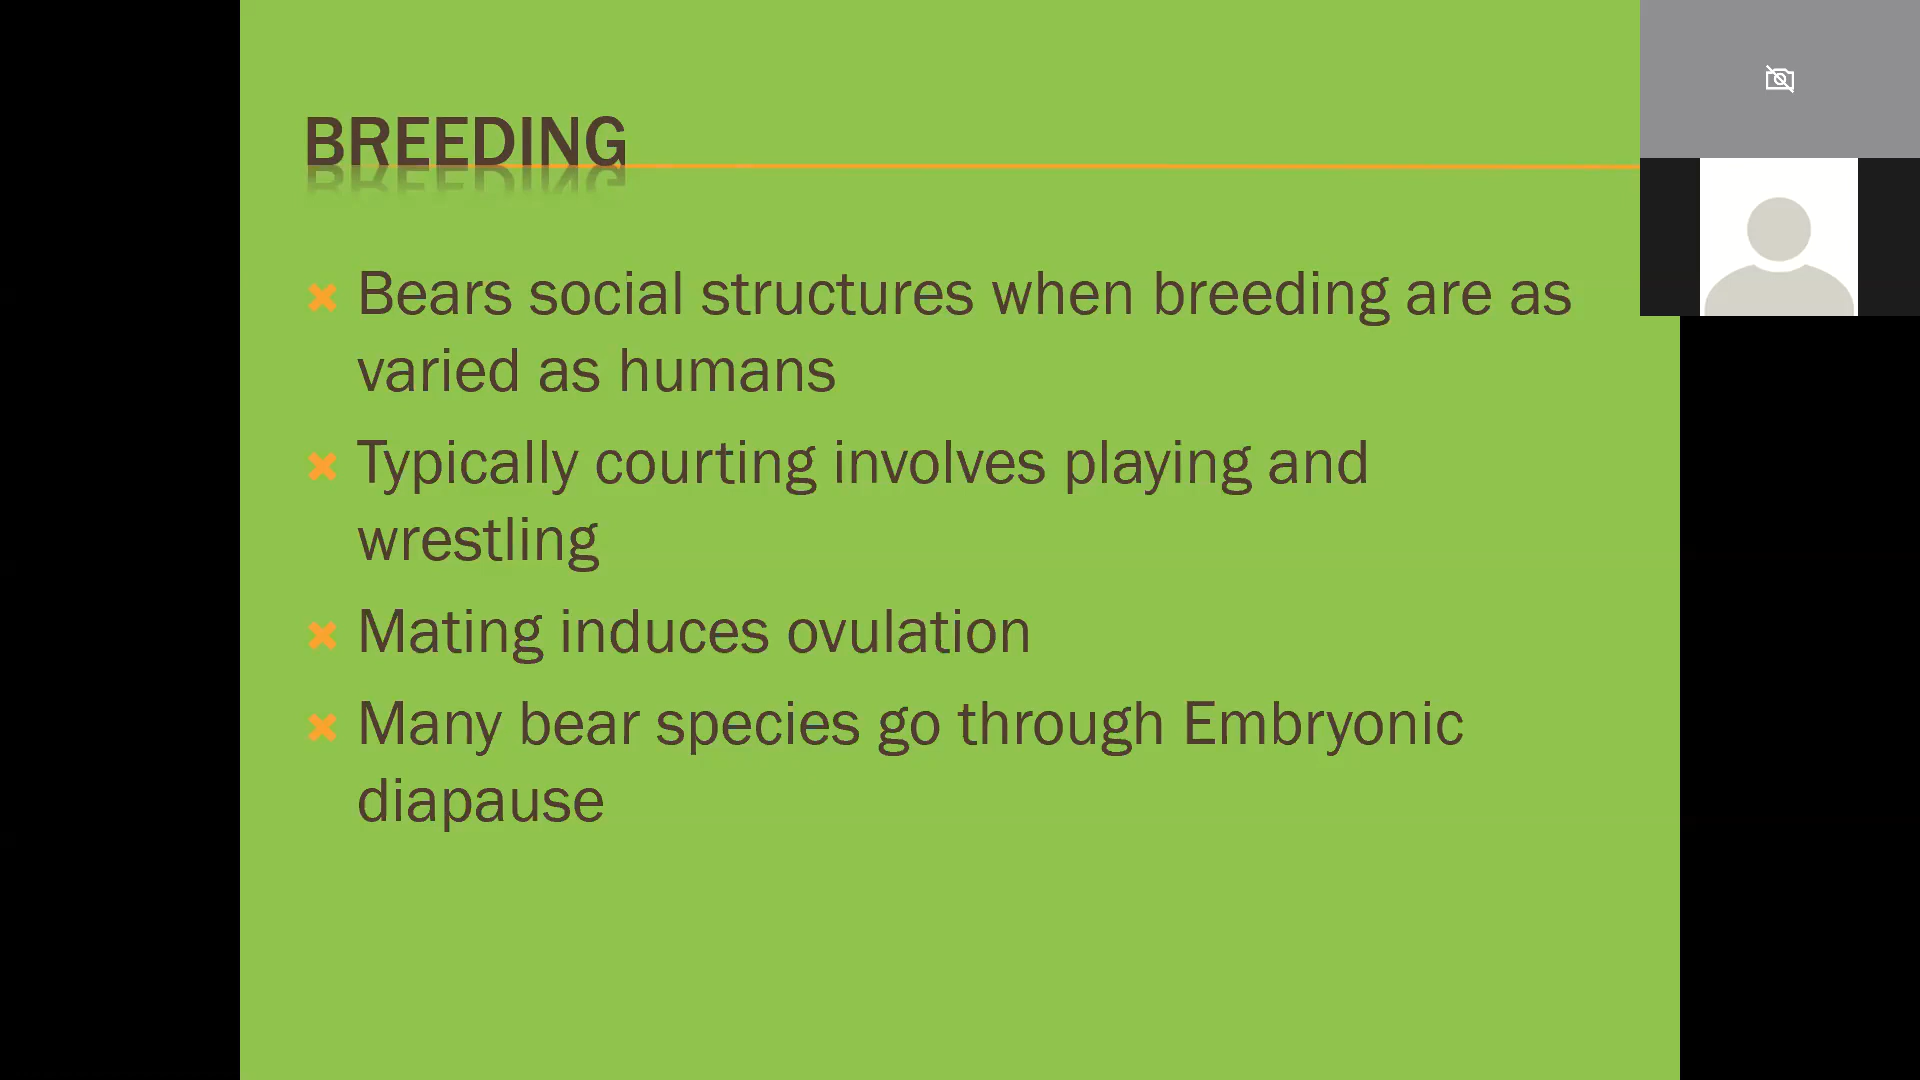 BREEDING
Bears social structures when breeding are as
varied as humans
Typically courting involves playing and
wrestling
Mating induces ovulation
Many bear species go through Embryonic
diapause